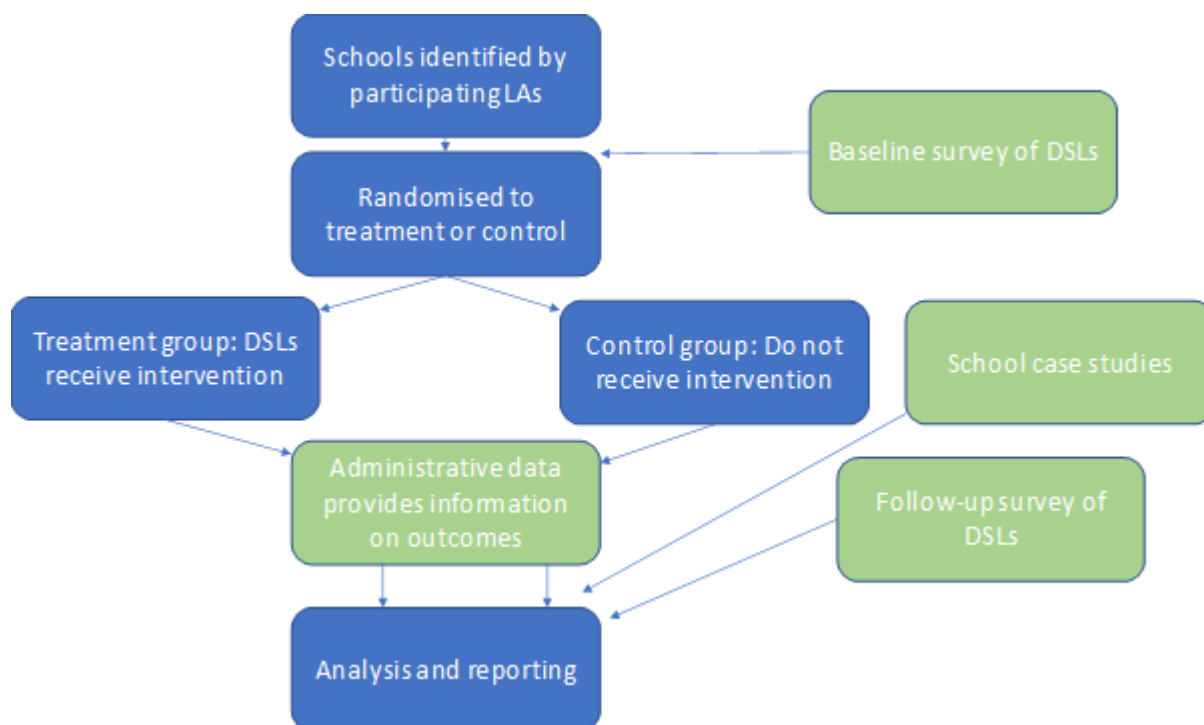 Schools identified by
participating LAs
Baseline survey of DSLs
Randomised to
treatment or control
Treatment group: DSLs
receive intervention
Control group: Do not
receive intervention
School case studies
Administrative data
provides information
on outcomes
Follow-up survey of
DSLs
Analysis and reporting